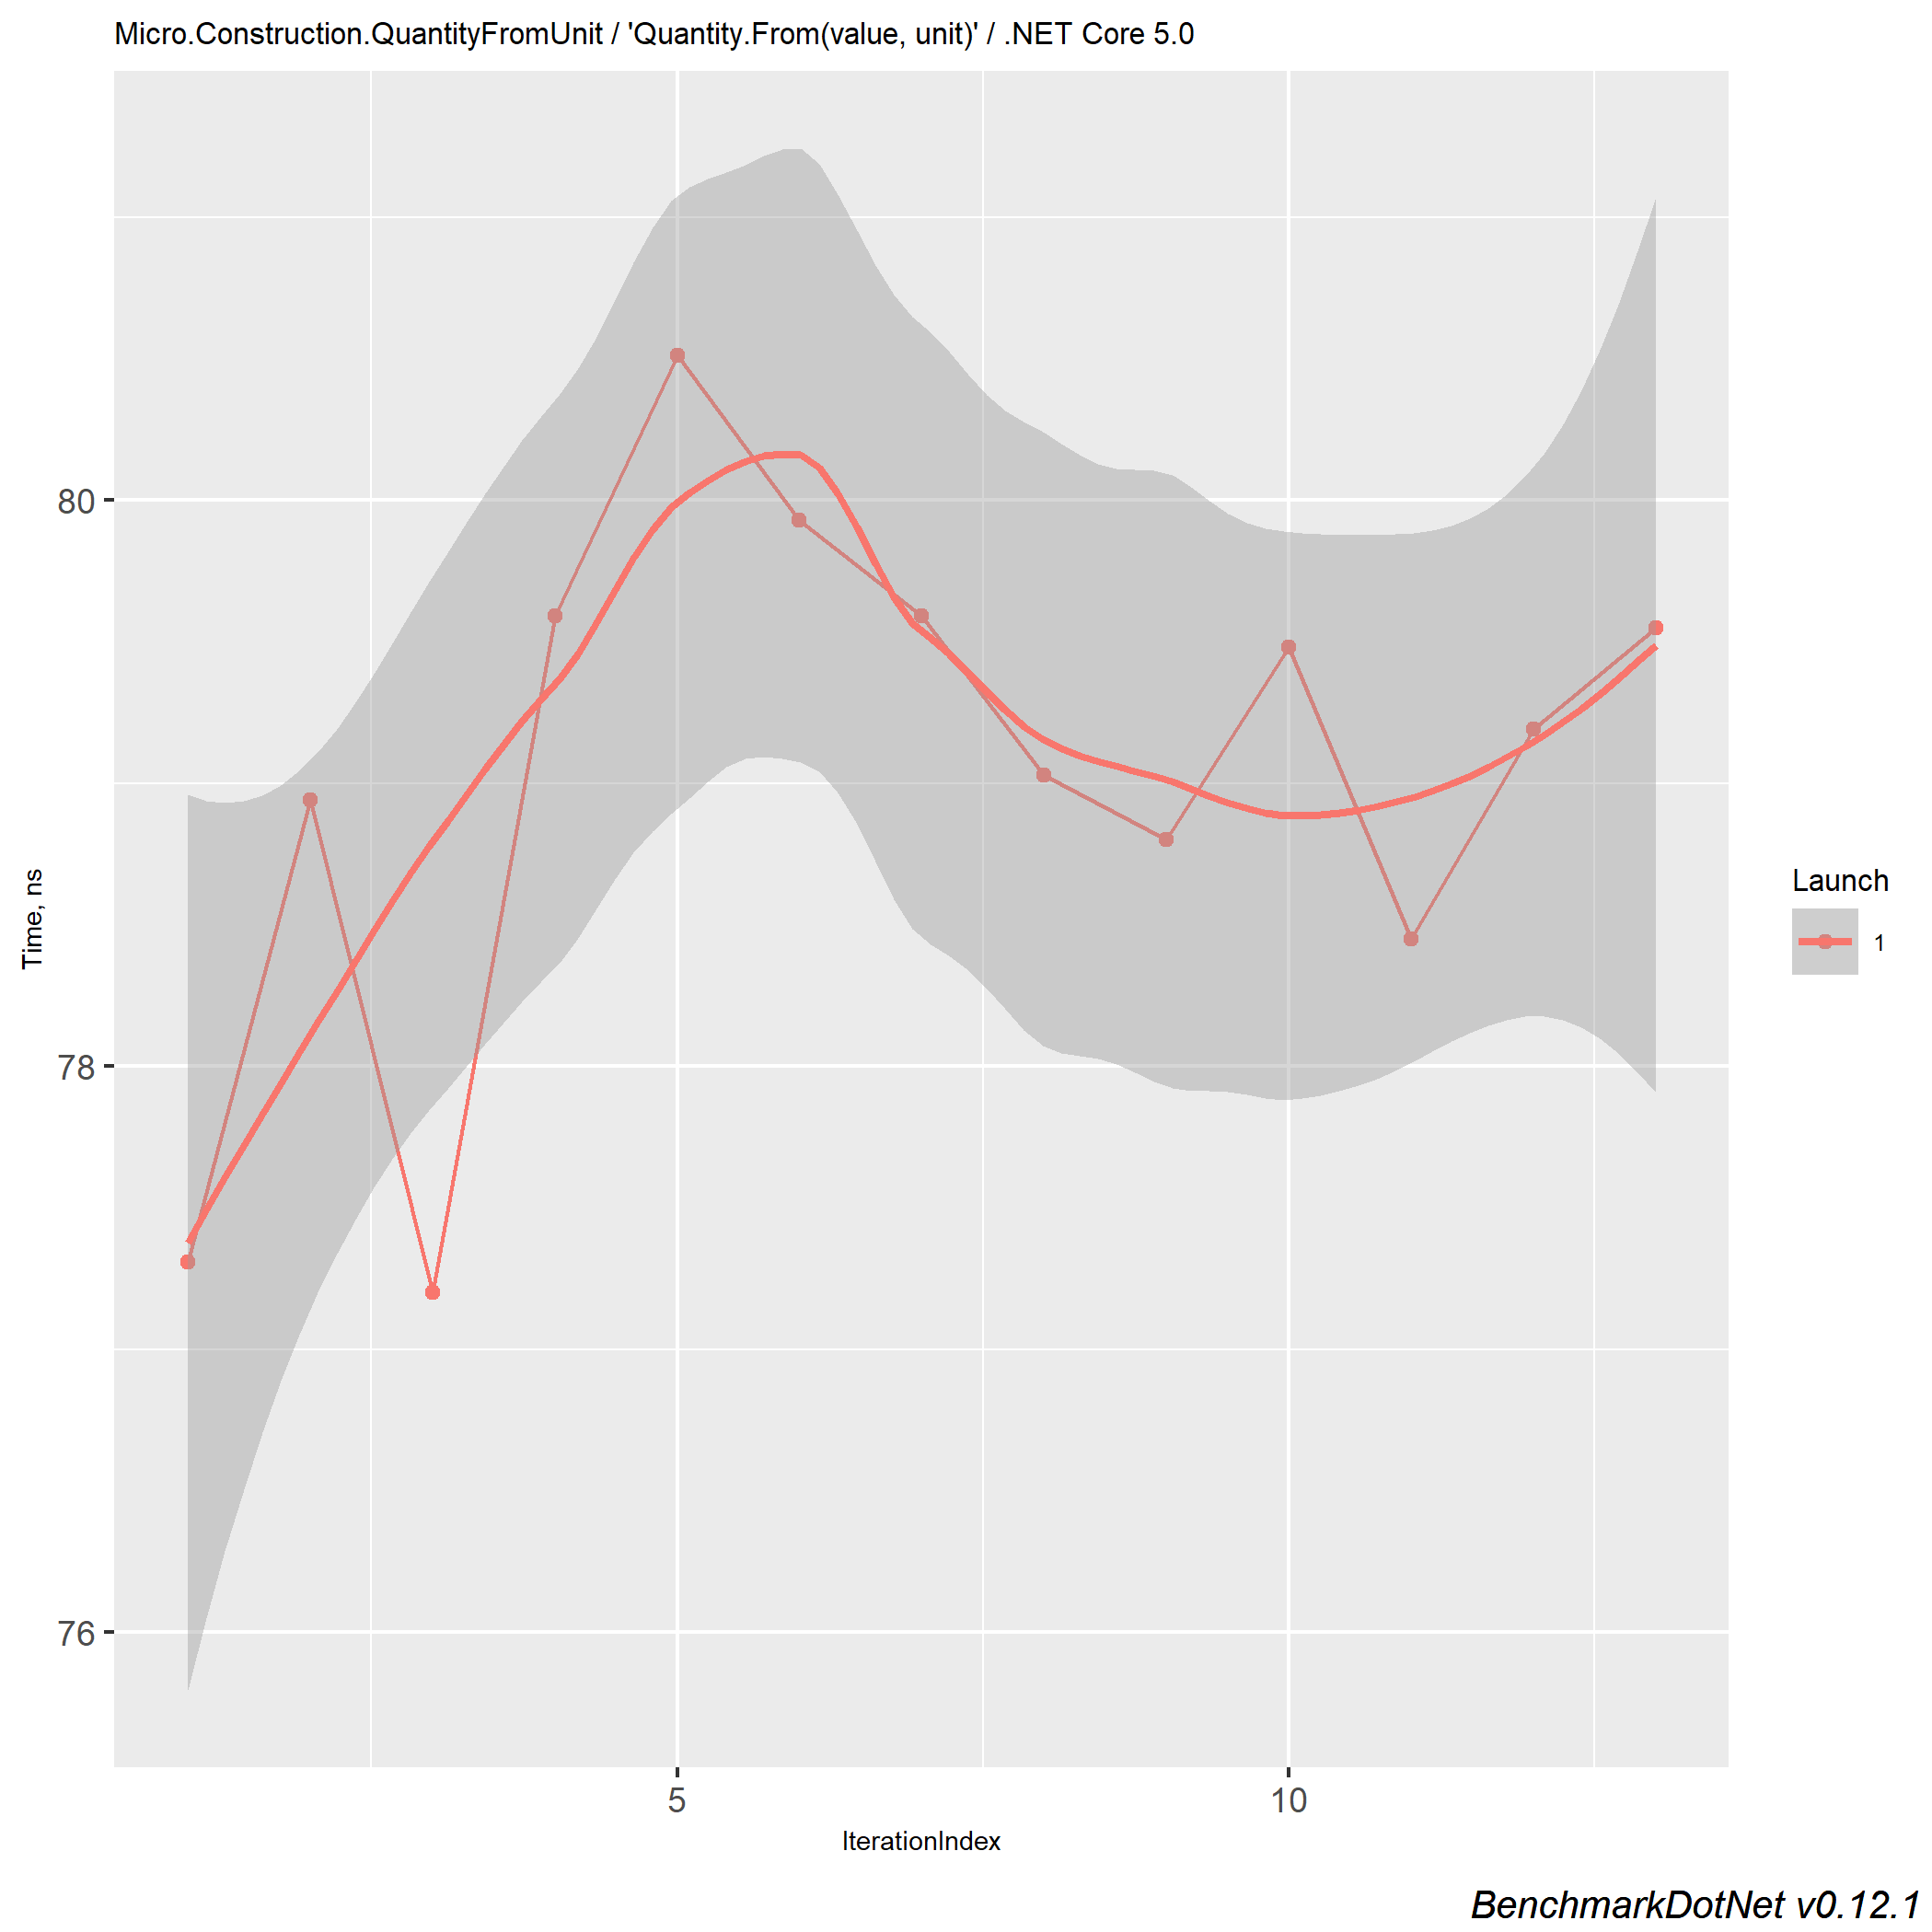 Micro.Construction.QuantityFromUnit / 'Quantity.From(value, unit)' / .NET Core 5.0
80
78
76
Time, ns
5
10
IterationIndex
Launch
1
BenchmarkDotNet v0.12.1